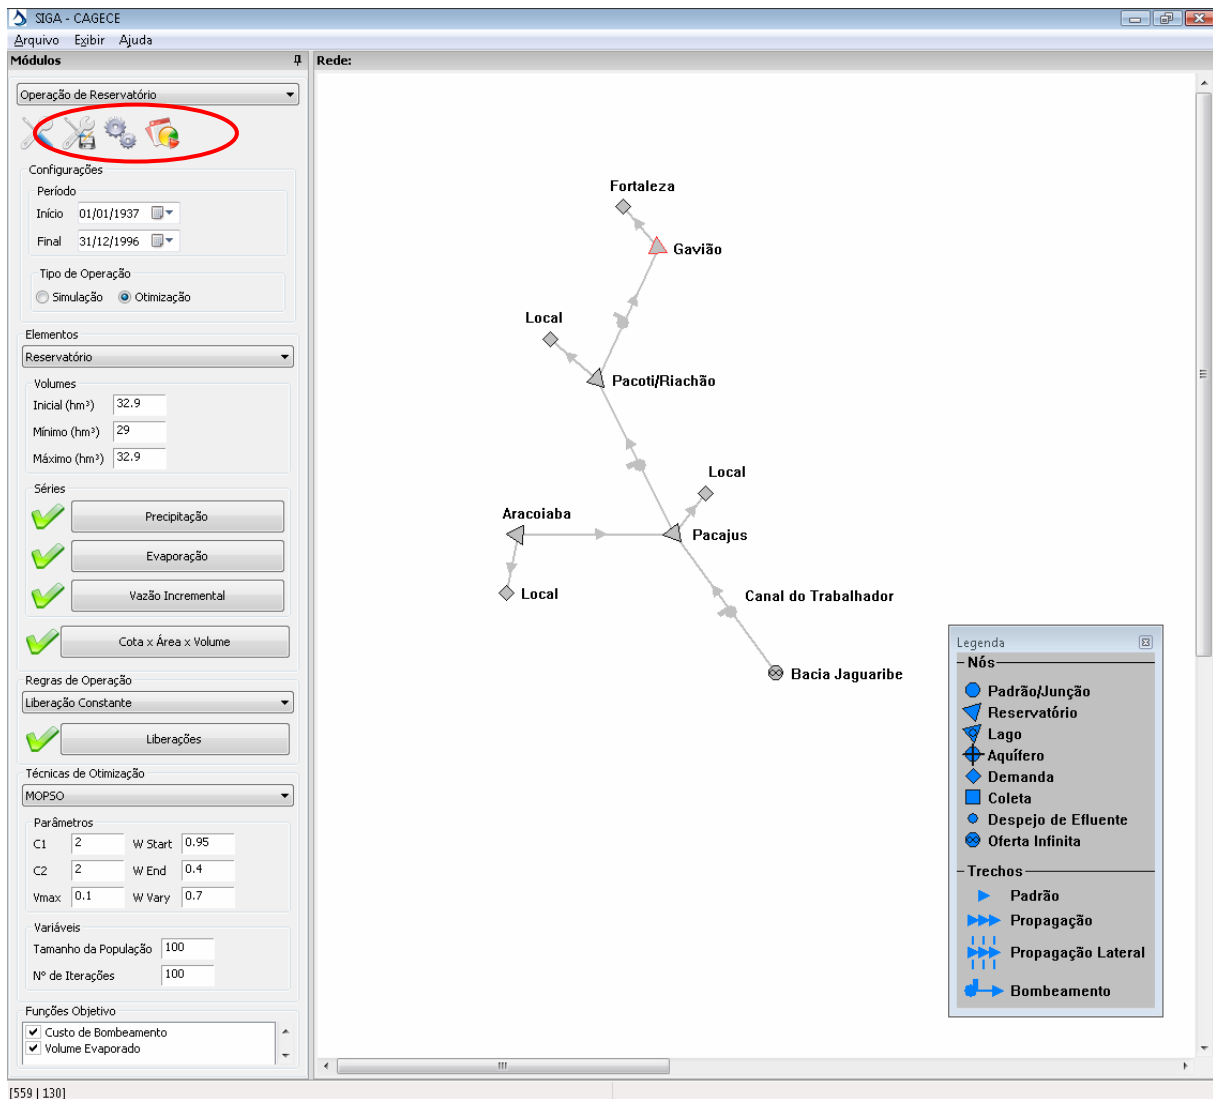 SIGA - CAGECE
Arquivo Exibir Ajuda
Módulos
Operação de Reservatório
Configurações
Período
Início 01/01/1937
Final 31/12/1996
Tipo de Operação
Simulação Otimização
Elementos
Reservatório
Volumes
Inicial (hm³) 32.9
Mínimo (hm³) 29
Máximo (hm³) 32.9
Séries
Precipitação
Evaporação
Vazão Incremental
Cota x Área x Volume
Regras de Operação
Liberação Constante
Liberações
Técnicas de Otimização
MOPSO
Parâmetros
C1 2 W Start 0.95
C2 2 W End 0.4
Vmax 0.1 W Vary 0.7
Variáveis
Tamanho da População 100
Nº de Iterações 100
Funções Objetivo
Custo de Bombeamento
Volume Evaporado
[559 | 130]
Rede:
Fortaleza
Gavião
Local
Pacoti/Riachão
Local
Aracoiaba
Pacajus
Local
Canal do Trabalhador
Bacia Jaguaribe
Legenda
Nós
Padrão/Junção
Reservatório
Lago
Aquífero
Demanda
Coleta
Despejo de Efluente
Oferta Infinita
Trechos
Padrão
Propagação
Propagação Lateral
Bombeamento